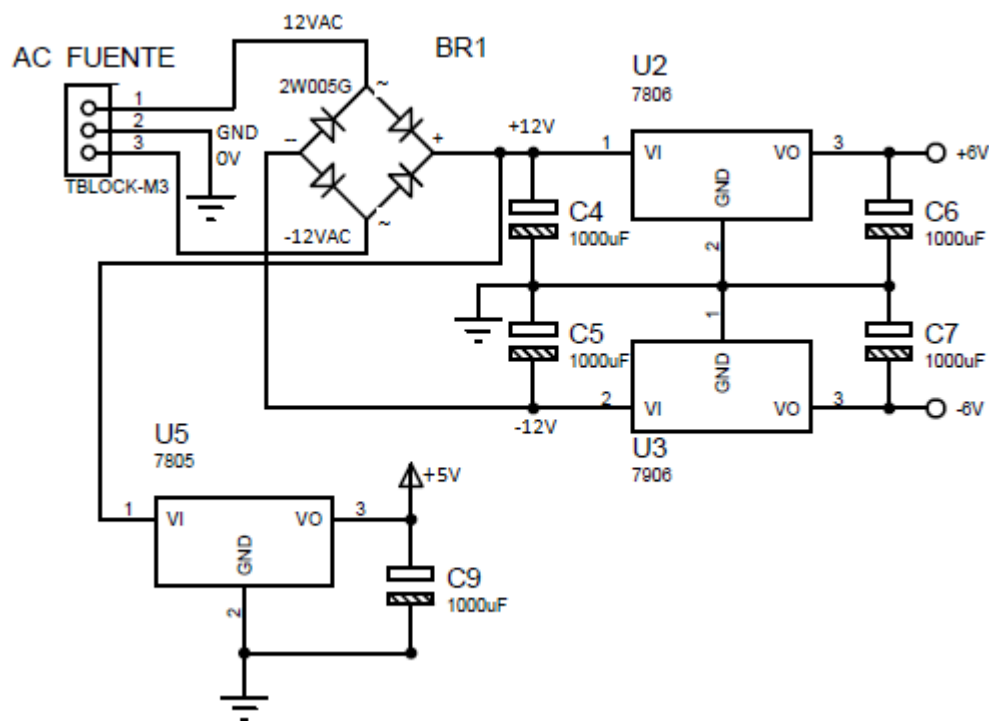 12VAC
AC FUENTE
BR1
U2
7806
2W005G
~
1
2
3
GND
0V
TBLOCK-M3
--
+
+12V
1
VI
VO
3
+6V
GND
2
C4
1000uF
C6
1000uF
~
-12VAC
1
GND
C5
1000uF
C7
1000uF
2
VI
VO
3
-6V
-12V
U3
7906
U5
7805
+5V
1
VI
VO
3
GND
2
C9
1000uF